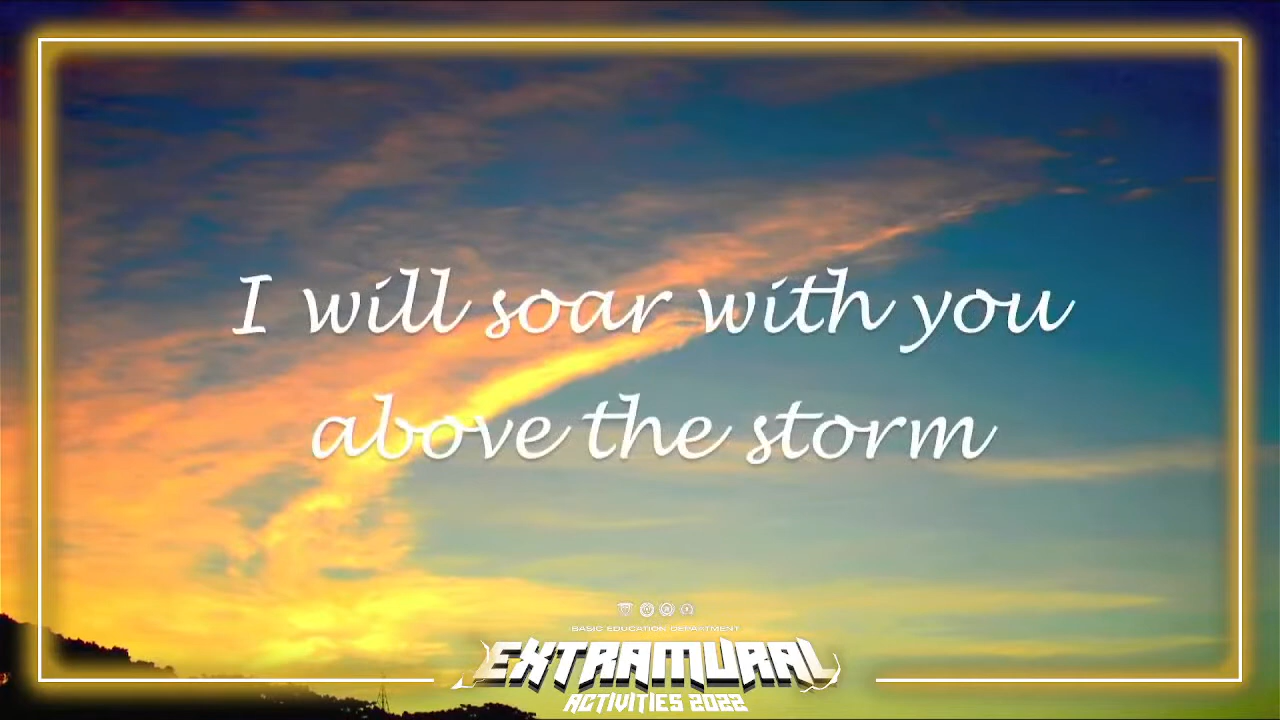 I will soar with you
above the storm
BASIC EDUCATION DEPARTMENT
EXTRAMURAL
ACTIVITIES 2022